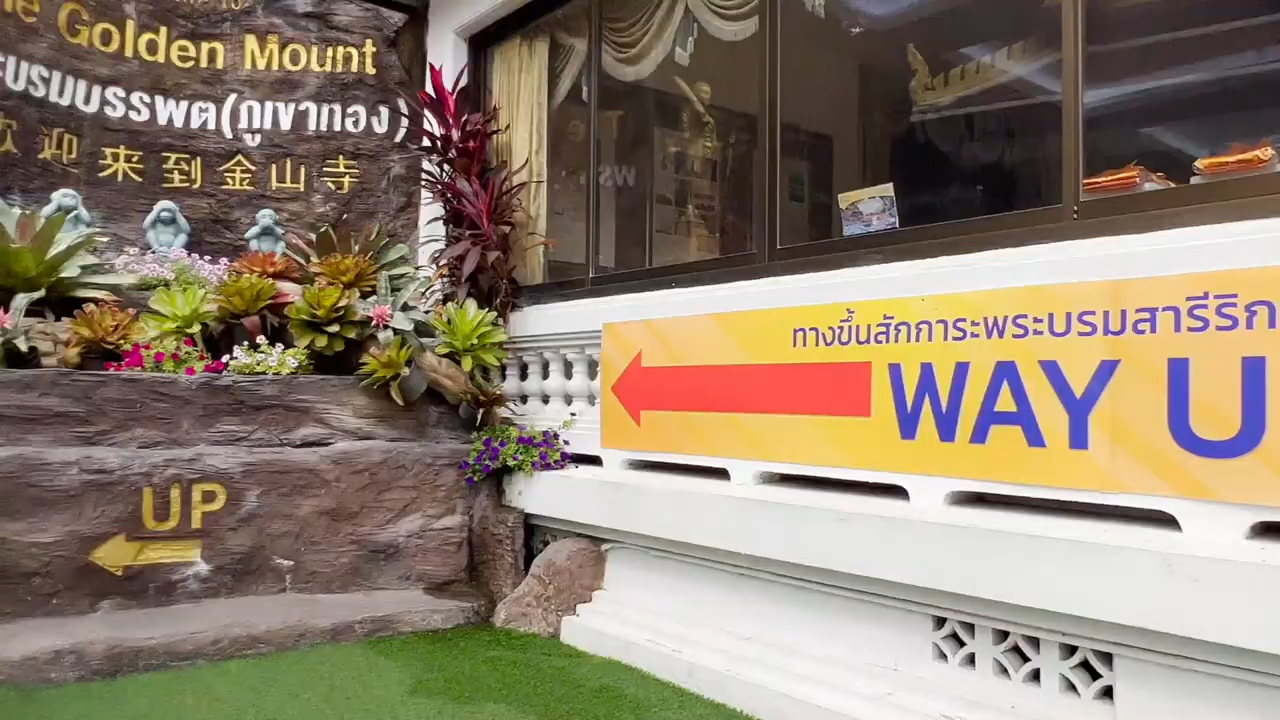 Golden Mount
บรมบรรพต(ภูเขาทอง)
迎来到金山寺
UP
ทางขึ้นสักการะพระบรมสารีริก
WAY U